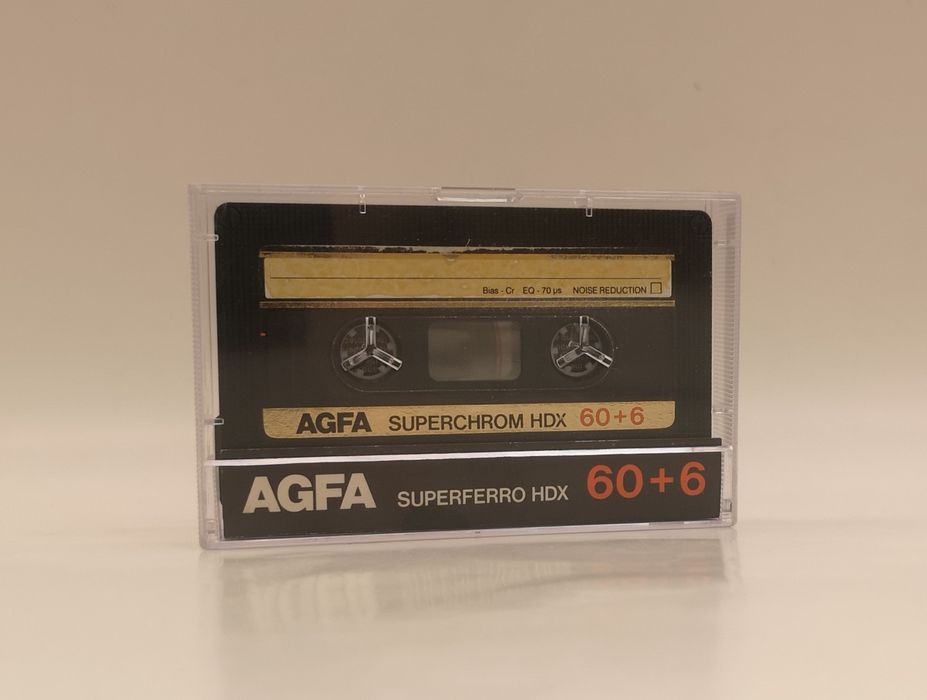 Bias - Cr EQ - 70 µs NOISE REDUCTION
AGFA SUPERCHROM HDX 60+6
AGFA SUPERFERRO HDX 60+6